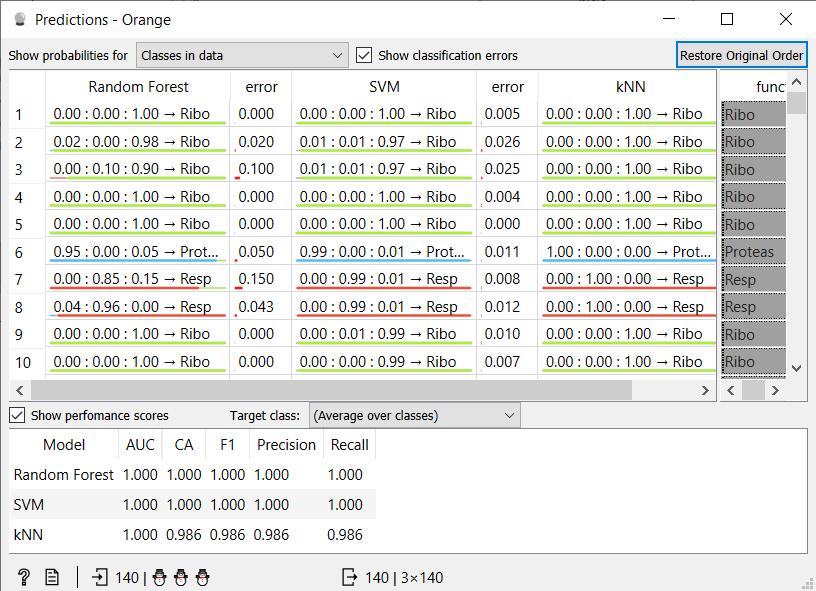 Predictions - Orange
Show probabilities for Classes in data Show classification errors Restore Original Order
Random Forest error SVM error kNN func
1 0.00 : 0.00 : 1.00 → Ribo 0.000 0.00 : 0.00 : 1.00 → Ribo 0.005 0.00 : 0.00 : 1.00 → Ribo Ribo
2 0.02 : 0.00 : 0.98 → Ribo 0.020 0.01 : 0.01 : 0.97 → Ribo 0.026 0.00 : 0.00 : 1.00 → Ribo Ribo
3 0.00 : 0.10 : 0.90 → Ribo 0.100 0.01 : 0.01 : 0.97 → Ribo 0.025 0.00 : 0.00 : 1.00 → Ribo Ribo
4 0.00 : 0.00 : 1.00 → Ribo 0.000 0.00 : 0.00 : 1.00 → Ribo 0.004 0.00 : 0.00 : 1.00 → Ribo Ribo
5 0.00 : 0.00 : 1.00 → Ribo 0.000 0.00 : 0.00 : 1.00 → Ribo 0.000 0.00 : 0.00 : 1.00 → Ribo Ribo
6 0.95 : 0.00 : 0.05 → Prot... 0.050 0.99 : 0.00 : 0.01 → Prot... 0.011 1.00 : 0.00 : 0.00 → Prot... Proteas
7 0.00 : 0.85 : 0.15 → Resp 0.150 0.00 : 0.99 : 0.01 → Resp 0.008 0.00 : 1.00 : 0.00 → Resp Resp
8 0.04 : 0.96 : 0.00 → Resp 0.043 0.00 : 0.99 : 0.01 → Resp 0.012 0.00 : 1.00 : 0.00 → Resp Resp
9 0.00 : 0.00 : 1.00 → Ribo 0.000 0.00 : 0.01 : 0.99 → Ribo 0.010 0.00 : 0.00 : 1.00 → Ribo Ribo
10 0.00 : 0.00 : 1.00 → Ribo 0.000 0.00 : 0.00 : 0.99 → Ribo 0.007 0.00 : 0.00 : 1.00 → Ribo Ribo
Show perfomance scores Target class: (Average over classes)
Model AUC CA F1 Precision Recall
Random Forest 1.000 1.000 1.000 1.000 1.000
SVM 1.000 1.000 1.000 1.000 1.000
kNN 1.000 0.986 0.986 0.986 0.986
? 140 | 140 | 3×140